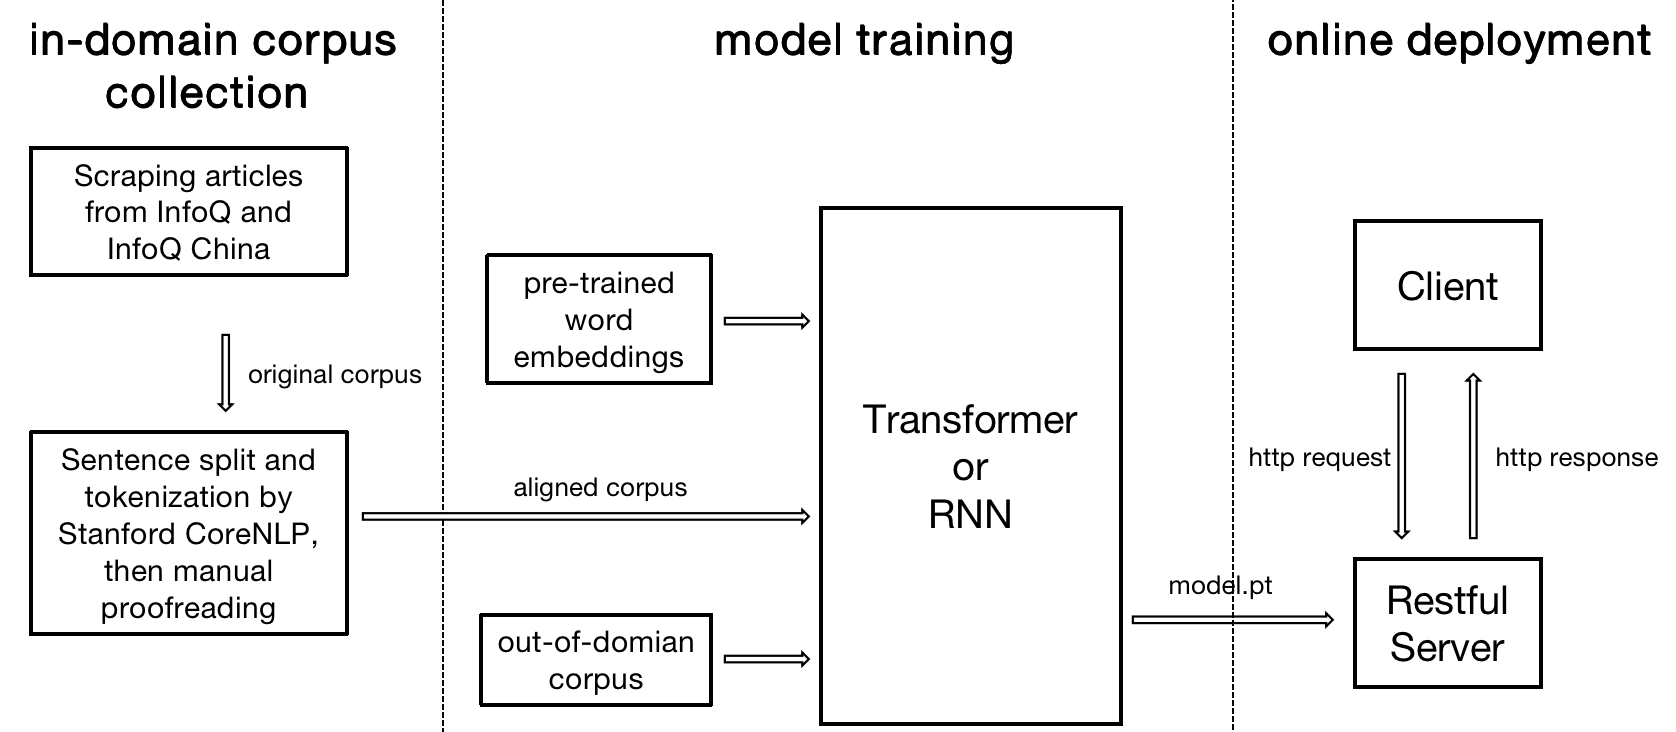 in-domain corpus
collection
Scraping articles
from InfoQ and
InfoQ China
original corpus
Sentence split and
tokenization by
Stanford CoreNLP,
then manual
proofreading
model training
pre-trained
word
embeddings
aligned corpus
out-of-domian
corpus
Transformer
or
RNN
model.pt
online deployment
Client
http request
http response
Restful
Server